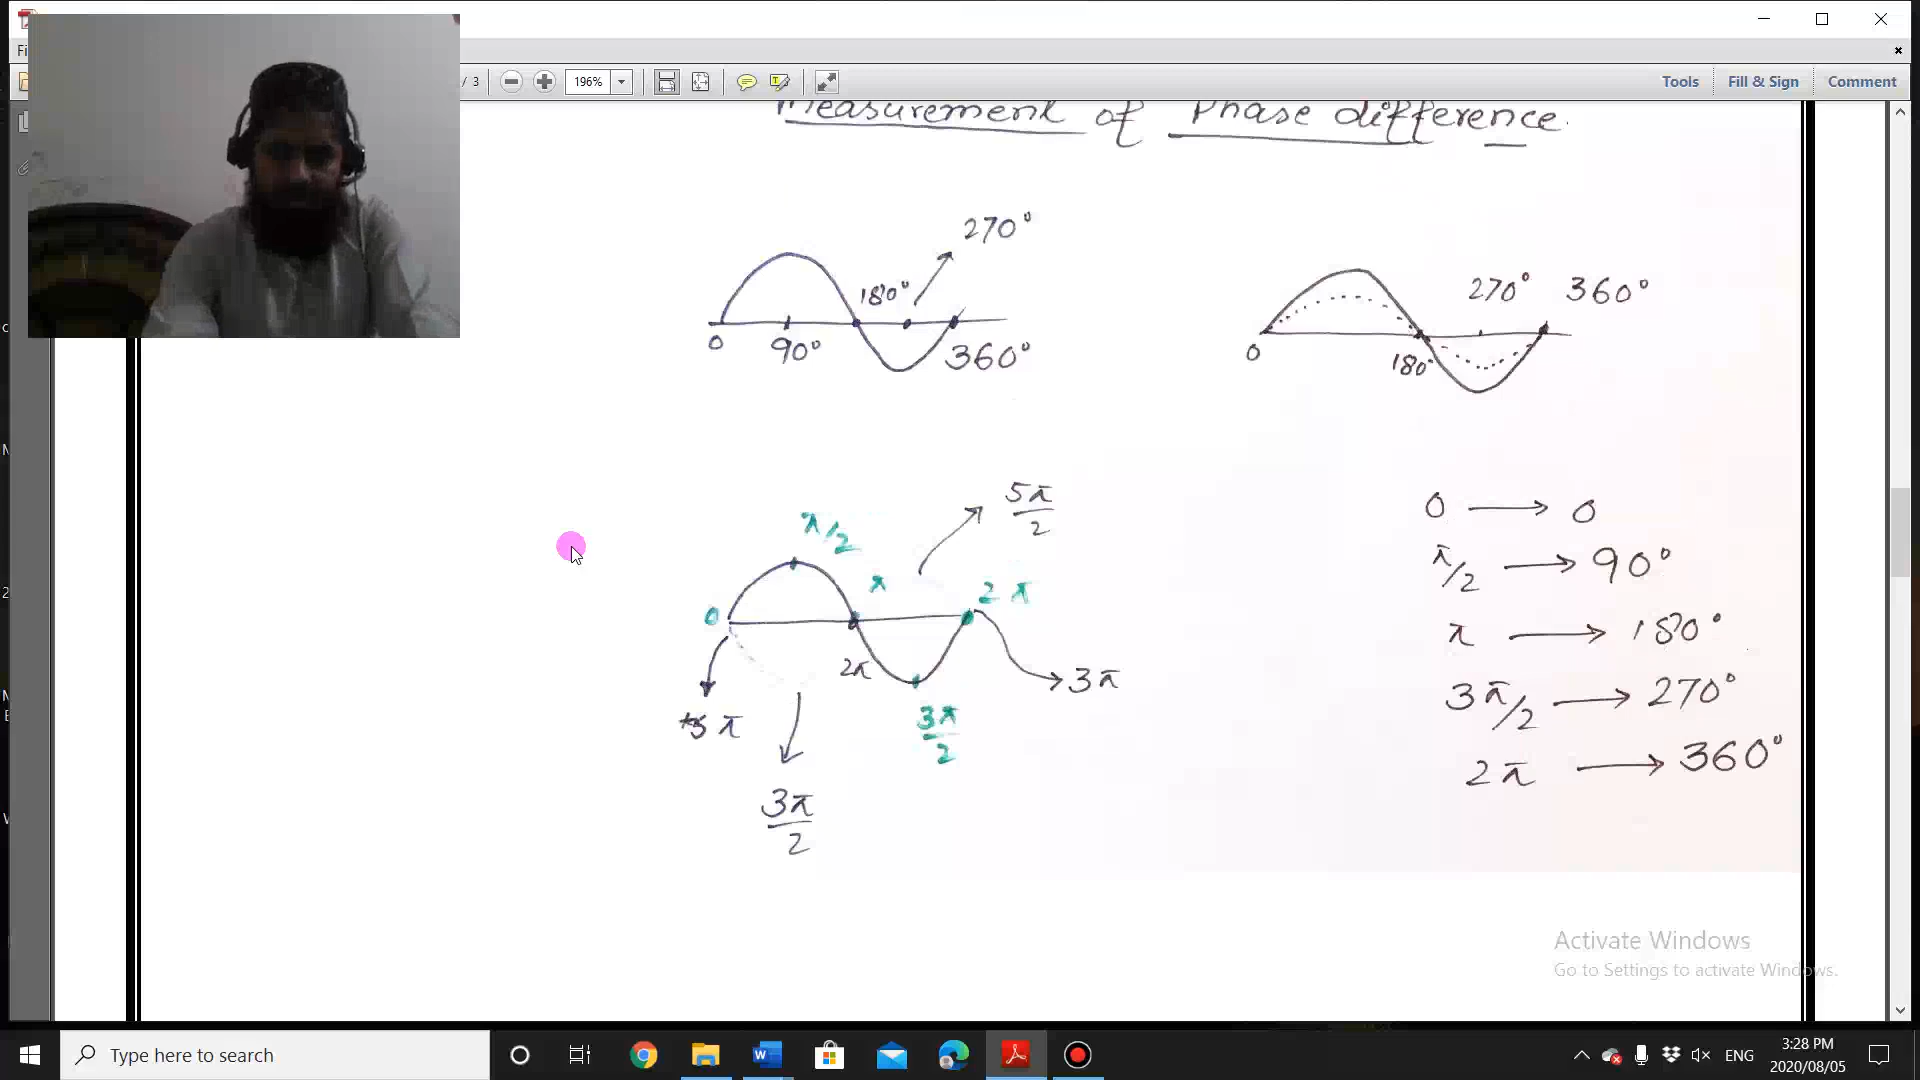 Fi
/ 3
196%
Tools
Fill & Sign
Comment
Measurement of Phase difference.
270°
180°
0
90°
360°
270° 360°
0
180°
5π/2
π/2
π
0
2π
2π
3π
π
3π/2
3π/2
0 → 0
π/2 → 90°
π → 180°
3π/2 → 270°
2π → 360°
Activate Windows
Go to Settings to activate Windows.
Type here to search
ENG
3:28 PM
2020/08/05